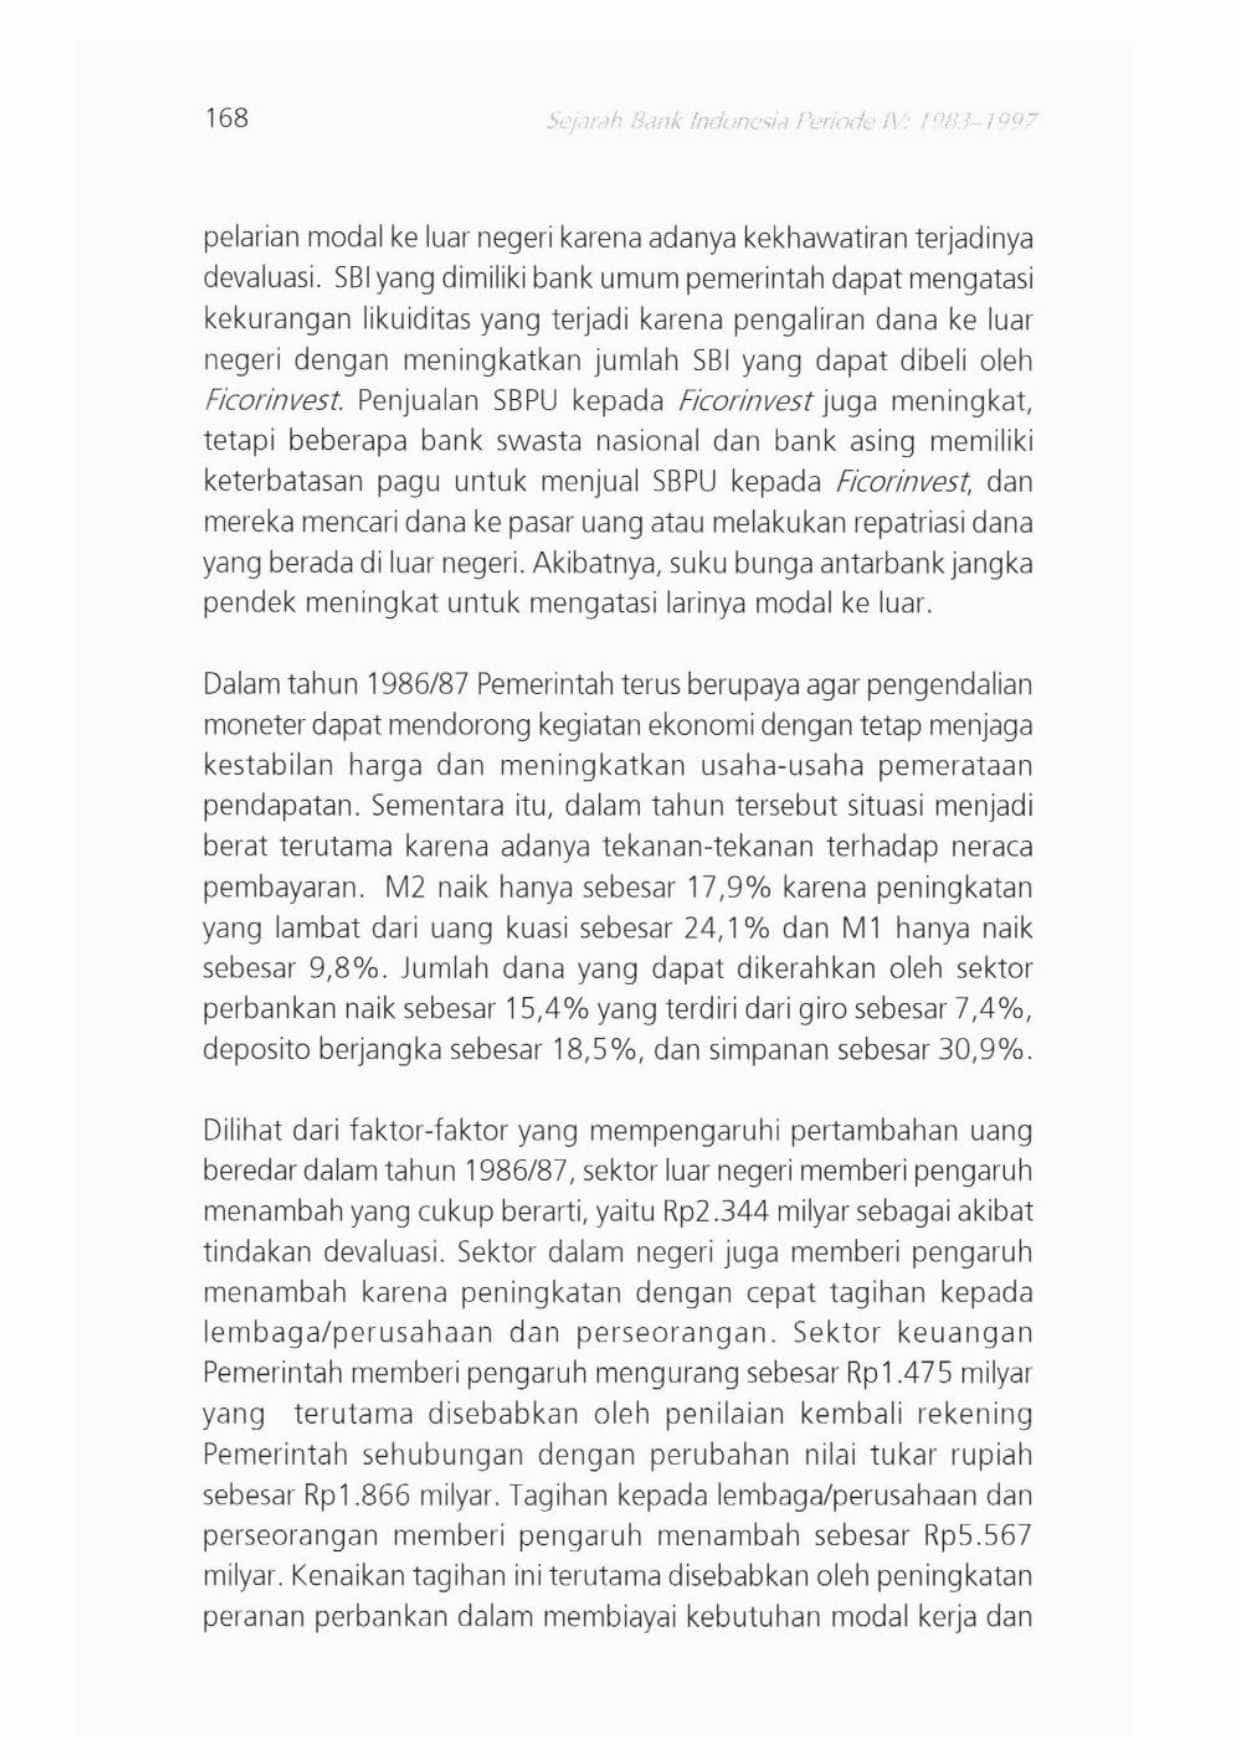 168
Sejarah Bank Indonesia Periode IV: 1983–1997
pelarian modal ke luar negeri karena adanya kekhawatiran terjadinya
devaluasi. SBI yang dimiliki bank umum pemerintah dapat mengatasi
kekurangan likuiditas yang terjadi karena pengaliran dana ke luar
negeri dengan meningkatkan jumlah SBI yang dapat dibeli oleh
Ficorinvest. Penjualan SBPU kepada Ficorinvest juga meningkat,
tetapi beberapa bank swasta nasional dan bank asing memiliki
keterbatasan pagu untuk menjual SBPU kepada Ficorinvest, dan
mereka mencari dana ke pasar uang atau melakukan repatriasi dana
yang berada di luar negeri. Akibatnya, suku bunga antarbank jangka
pendek meningkat untuk mengatasi larinya modal ke luar.
Dalam tahun 1986/87 Pemerintah terus berupaya agar pengendalian
moneter dapat mendorong kegiatan ekonomi dengan tetap menjaga
kestabilan harga dan meningkatkan usaha-usaha pemerataan
pendapatan. Sementara itu, dalam tahun tersebut situasi menjadi
berat terutama karena adanya tekanan-tekanan terhadap neraca
pembayaran. M2 naik hanya sebesar 17,9% karena peningkatan
yang lambat dari uang kuasi sebesar 24,1% dan M1 hanya naik
sebesar 9,8%. Jumlah dana yang dapat dikerahkan oleh sektor
perbankan naik sebesar 15,4% yang terdiri dari giro sebesar 7,4%,
deposito berjangka sebesar 18,5%, dan simpanan sebesar 30,9%.
Dilihat dari faktor-faktor yang mempengaruhi pertambahan uang
beredar dalam tahun 1986/87, sektor luar negeri memberi pengaruh
menambah yang cukup berarti, yaitu Rp2.344 milyar sebagai akibat
tindakan devaluasi. Sektor dalam negeri juga memberi pengaruh
menambah karena peningkatan dengan cepat tagihan kepada
lembaga/perusahaan dan perseorangan. Sektor keuangan
Pemerintah memberi pengaruh mengurang sebesar Rp1.475 milyar
yang terutama disebabkan oleh penilaian kembali rekening
Pemerintah sehubungan dengan perubahan nilai tukar rupiah
sebesar Rp1.866 milyar. Tagihan kepada lembaga/perusahaan dan
perseorangan memberi pengaruh menambah sebesar Rp5.567
milyar. Kenaikan tagihan ini terutama disebabkan oleh peningkatan
peranan perbankan dalam membiayai kebutuhan modal kerja dan